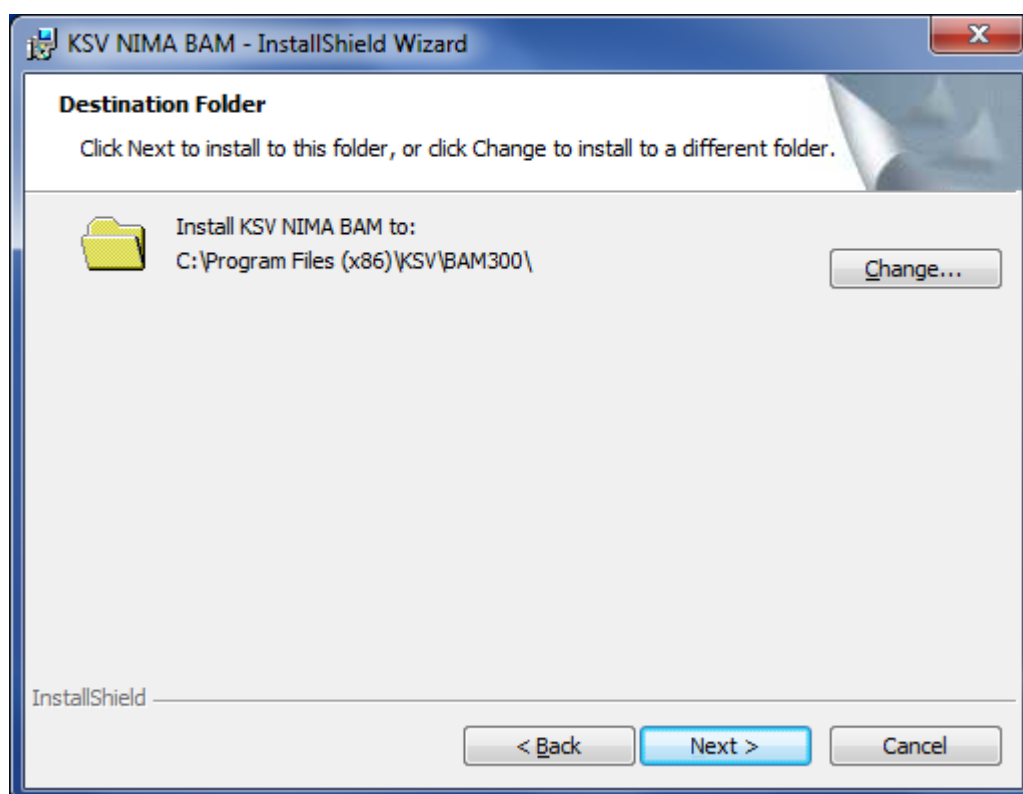 KSV NIMA BAM - InstallShield Wizard
Destination Folder
Click Next to install to this folder, or click Change to install to a different folder.
Install KSV NIMA BAM to:
C:\Program Files (x86)\KSV\BAM300\
Change...
InstallShield
< Back
Next >
Cancel